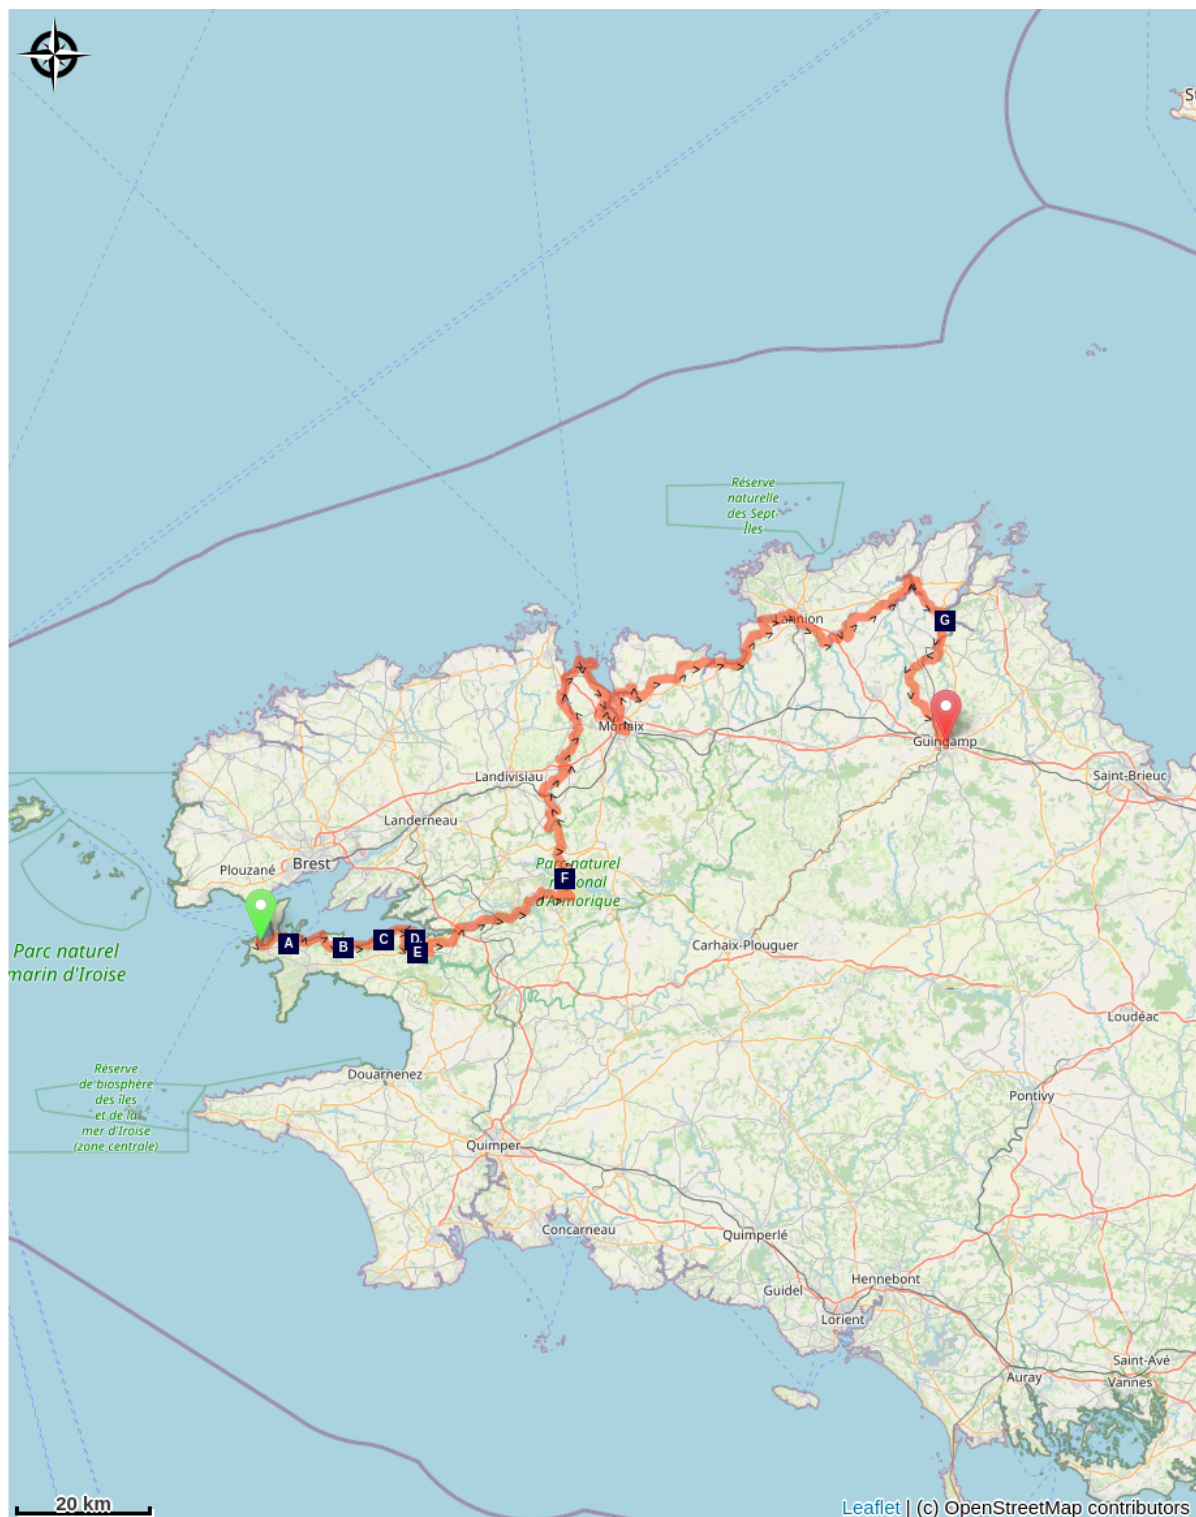 St
Réserve
naturelle
des Sept-
Îles
Lannion
G
Morlaix
Guingamp
Landivisiau
Saint-Brieuc
Landerneau
Brest
Plouzané
Parc naturel
F
d'Armorique
A
B
C
D
E
Carhaix-Plouguer
Parc naturel
marin d'Iroise
Loudéac
Réserve
de biosphère
des îles
et de la
mer d'Iroise
(zone centrale)
Douarnenez
Pontivy
Quimper
Concarneau
Quimperlé
Hennebont
Guidel
Lorient
Saint-Avé
Auray
Vannes
20 km
Leaflet | (c) OpenStreetMap contributors